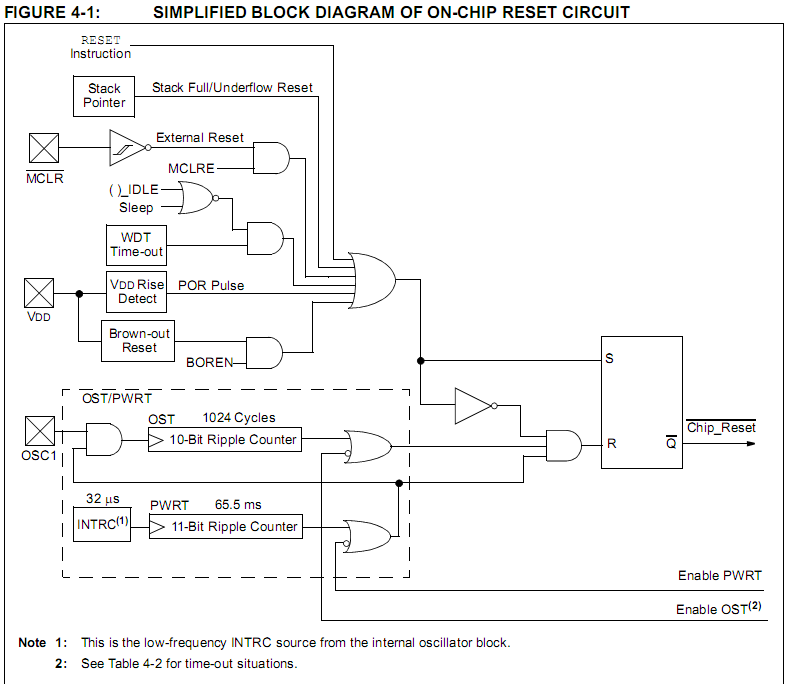 FIGURE 4-1: SIMPLIFIED BLOCK DIAGRAM OF ON-CHIP RESET CIRCUIT
RESET
Instruction
Stack
Pointer
Stack Full/Underflow Reset
External Reset
MCLR
MCLRE
( )_IDLE
Sleep
WDT
Time-out
VDD Rise
Detect
POR Pulse
VDD
Brown-out
Reset
BOREN
S
OST/PWRT
OST 1024 Cycles
10-Bit Ripple Counter
OSC1
Chip_Reset
R Q
32 μs
INTRC(1)
PWRT 65.5 ms
11-Bit Ripple Counter
Enable PWRT
Enable OST(2)
Note 1: This is the low-frequency INTRC source from the internal oscillator block.
2: See Table 4-2 for time-out situations.